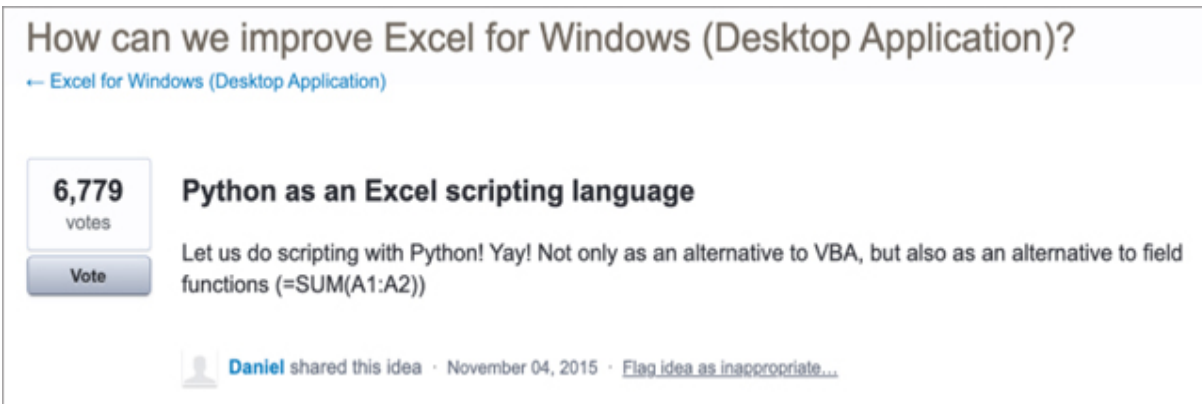 How can we improve Excel for Windows (Desktop Application)?
← Excel for Windows (Desktop Application)
6,779
votes
Vote
Python as an Excel scripting language
Let us do scripting with Python! Yay! Not only as an alternative to VBA, but also as an alternative to field
functions (=SUM(A1:A2))
Daniel shared this idea · November 04, 2015 · Flag idea as inappropriate…